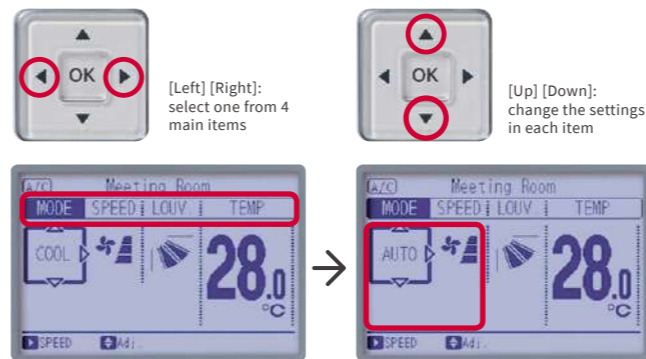 OK
[Left] [Right]:
select one from 4
main items
OK
[Up] [Down]:
change the settings
in each item
A/C Meeting Room
MODE SPEED LOUV. TEMP
COOL
28.0
°C
SPEED Adj.
A/C Meeting Room
MODE SPEED LOUV. TEMP
AUTO
28.0
°C
SPEED Adj.